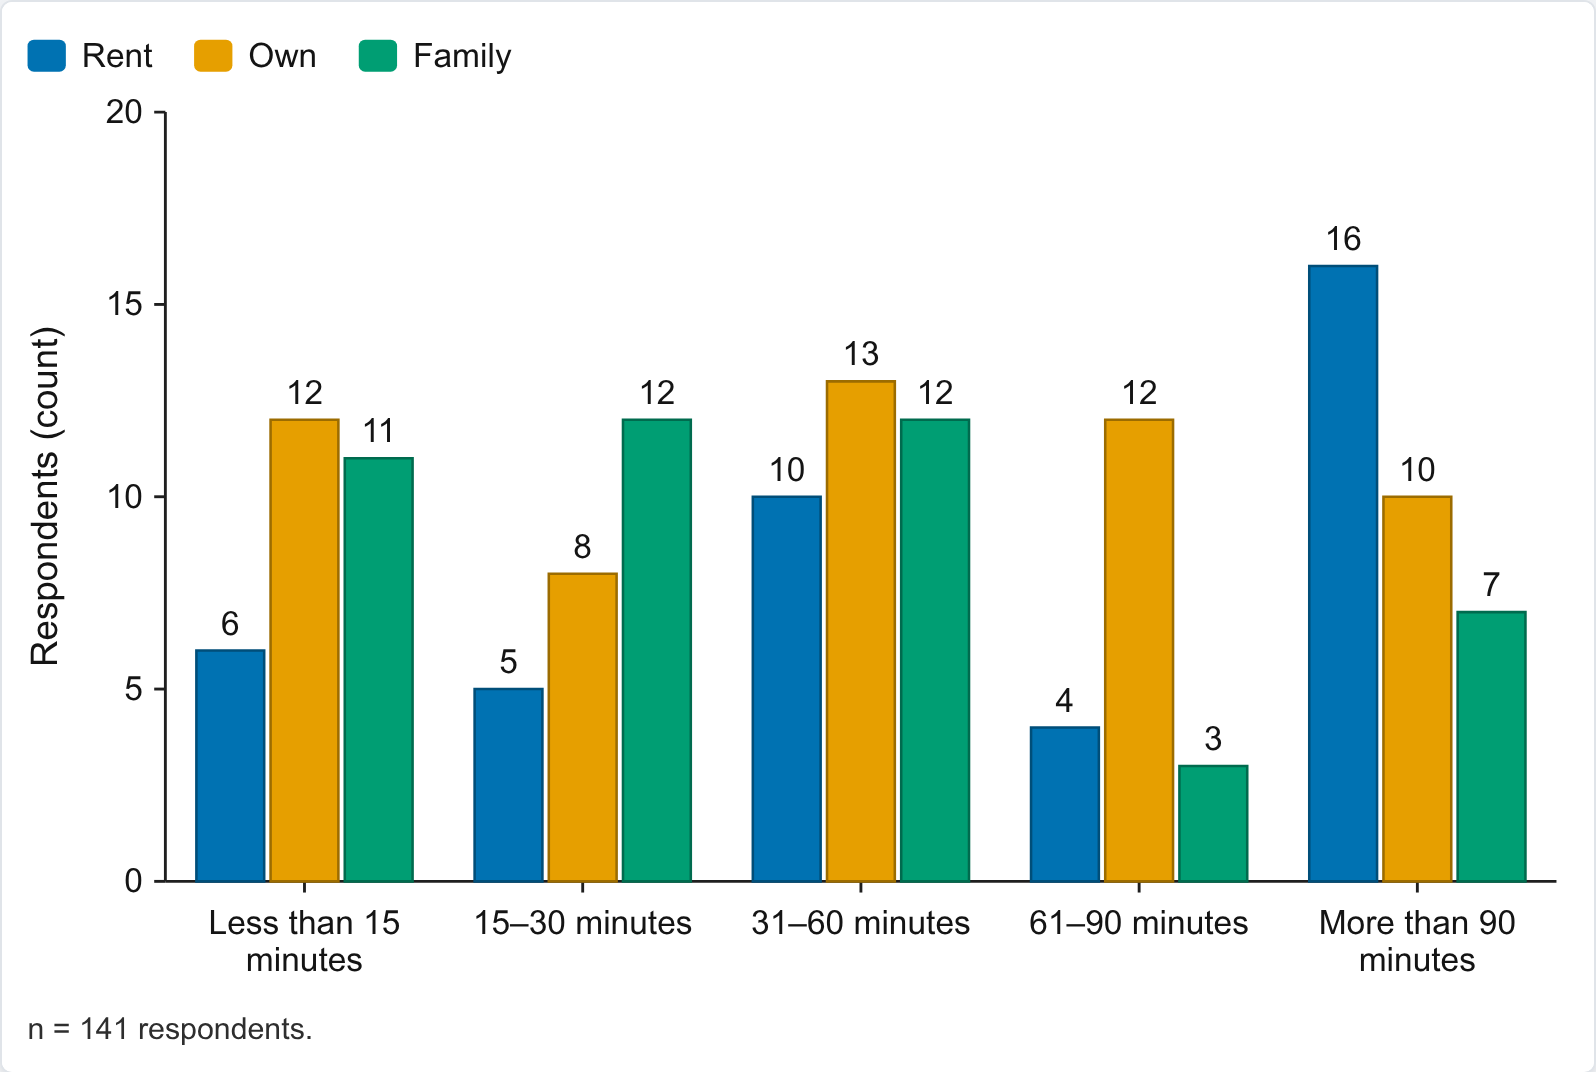 Rent Own Family
20
15
10
5
0
Respondents (count)
6 12 11
5 8 12
10 13 12
4 12 3
16 10 7
Less than 15
minutes
15–30 minutes
31–60 minutes
61–90 minutes
More than 90
minutes
n = 141 respondents.